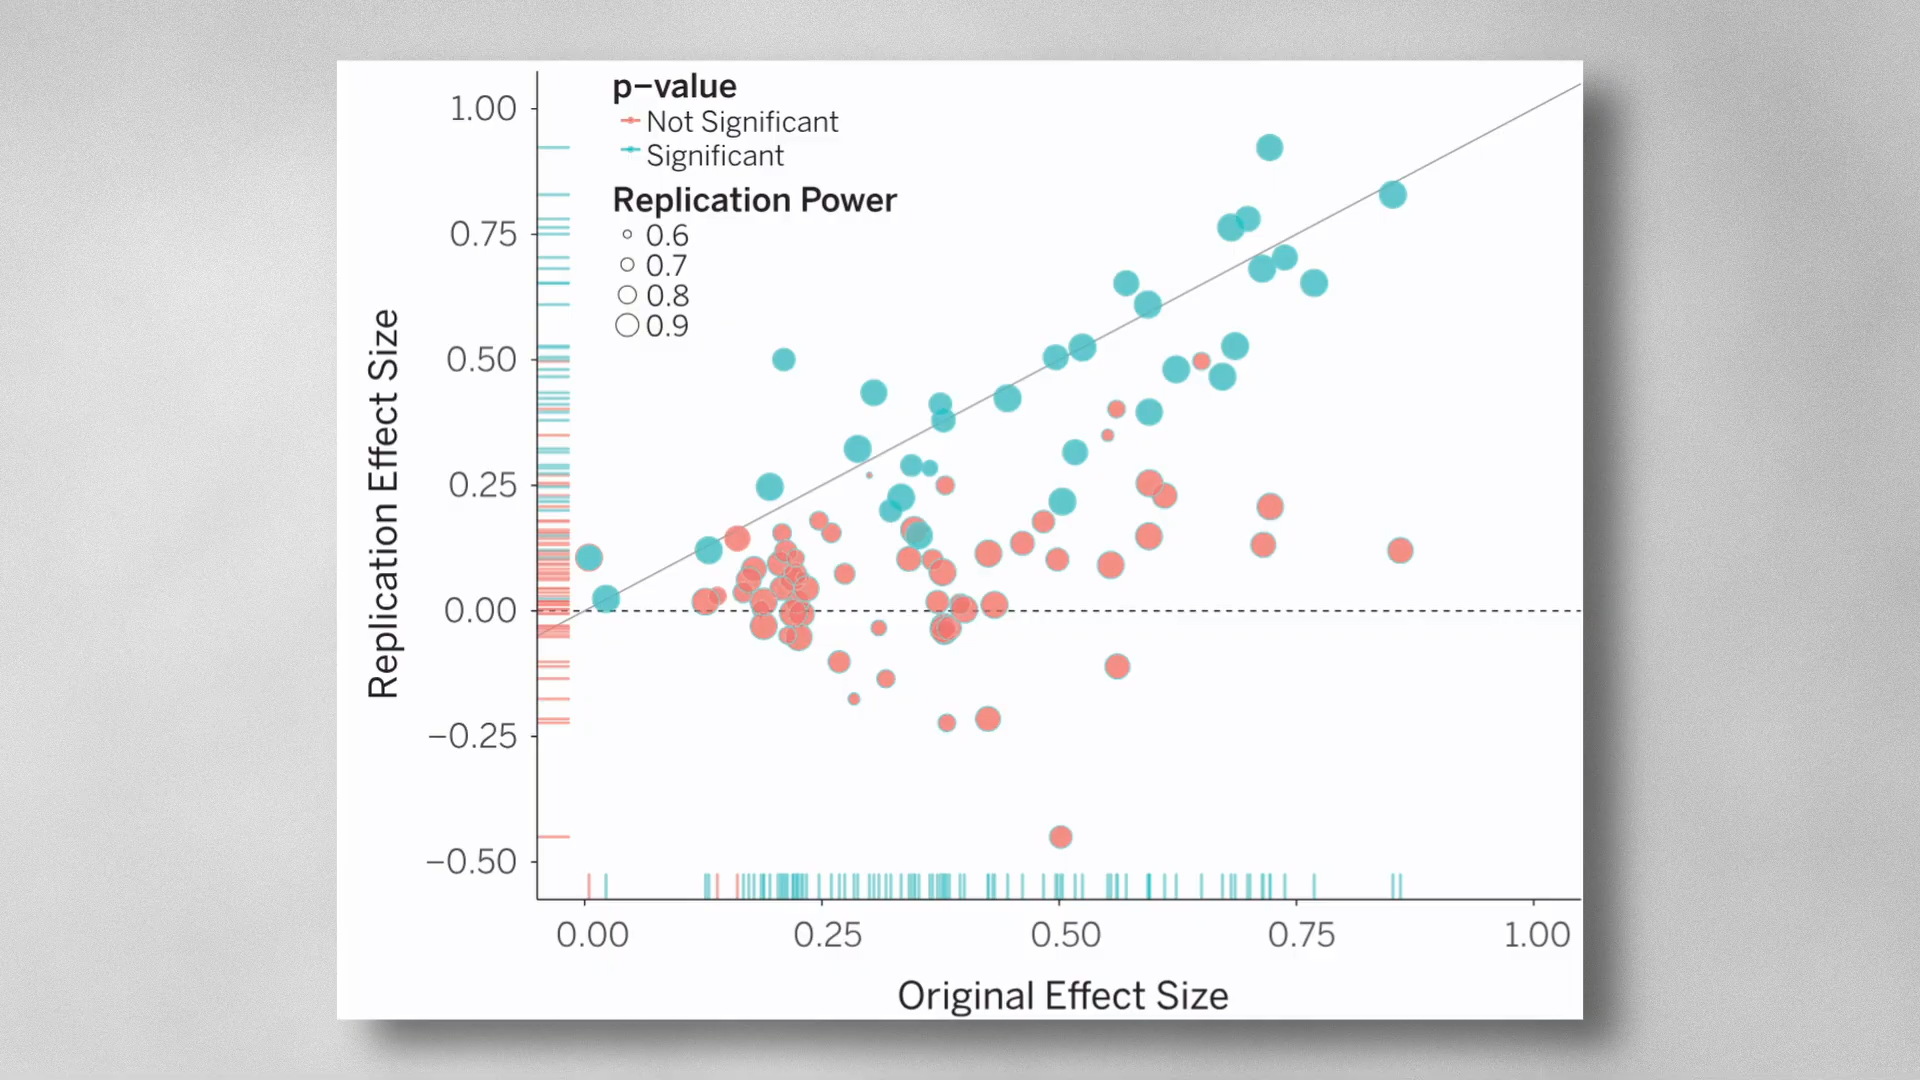 p−value
Not Significant
Significant
Replication Power
0.6
0.7
0.8
0.9
1.00
0.75
0.50
0.25
0.00
−0.25
−0.50
Replication Effect Size
0.00 0.25 0.50 0.75 1.00
Original Effect Size